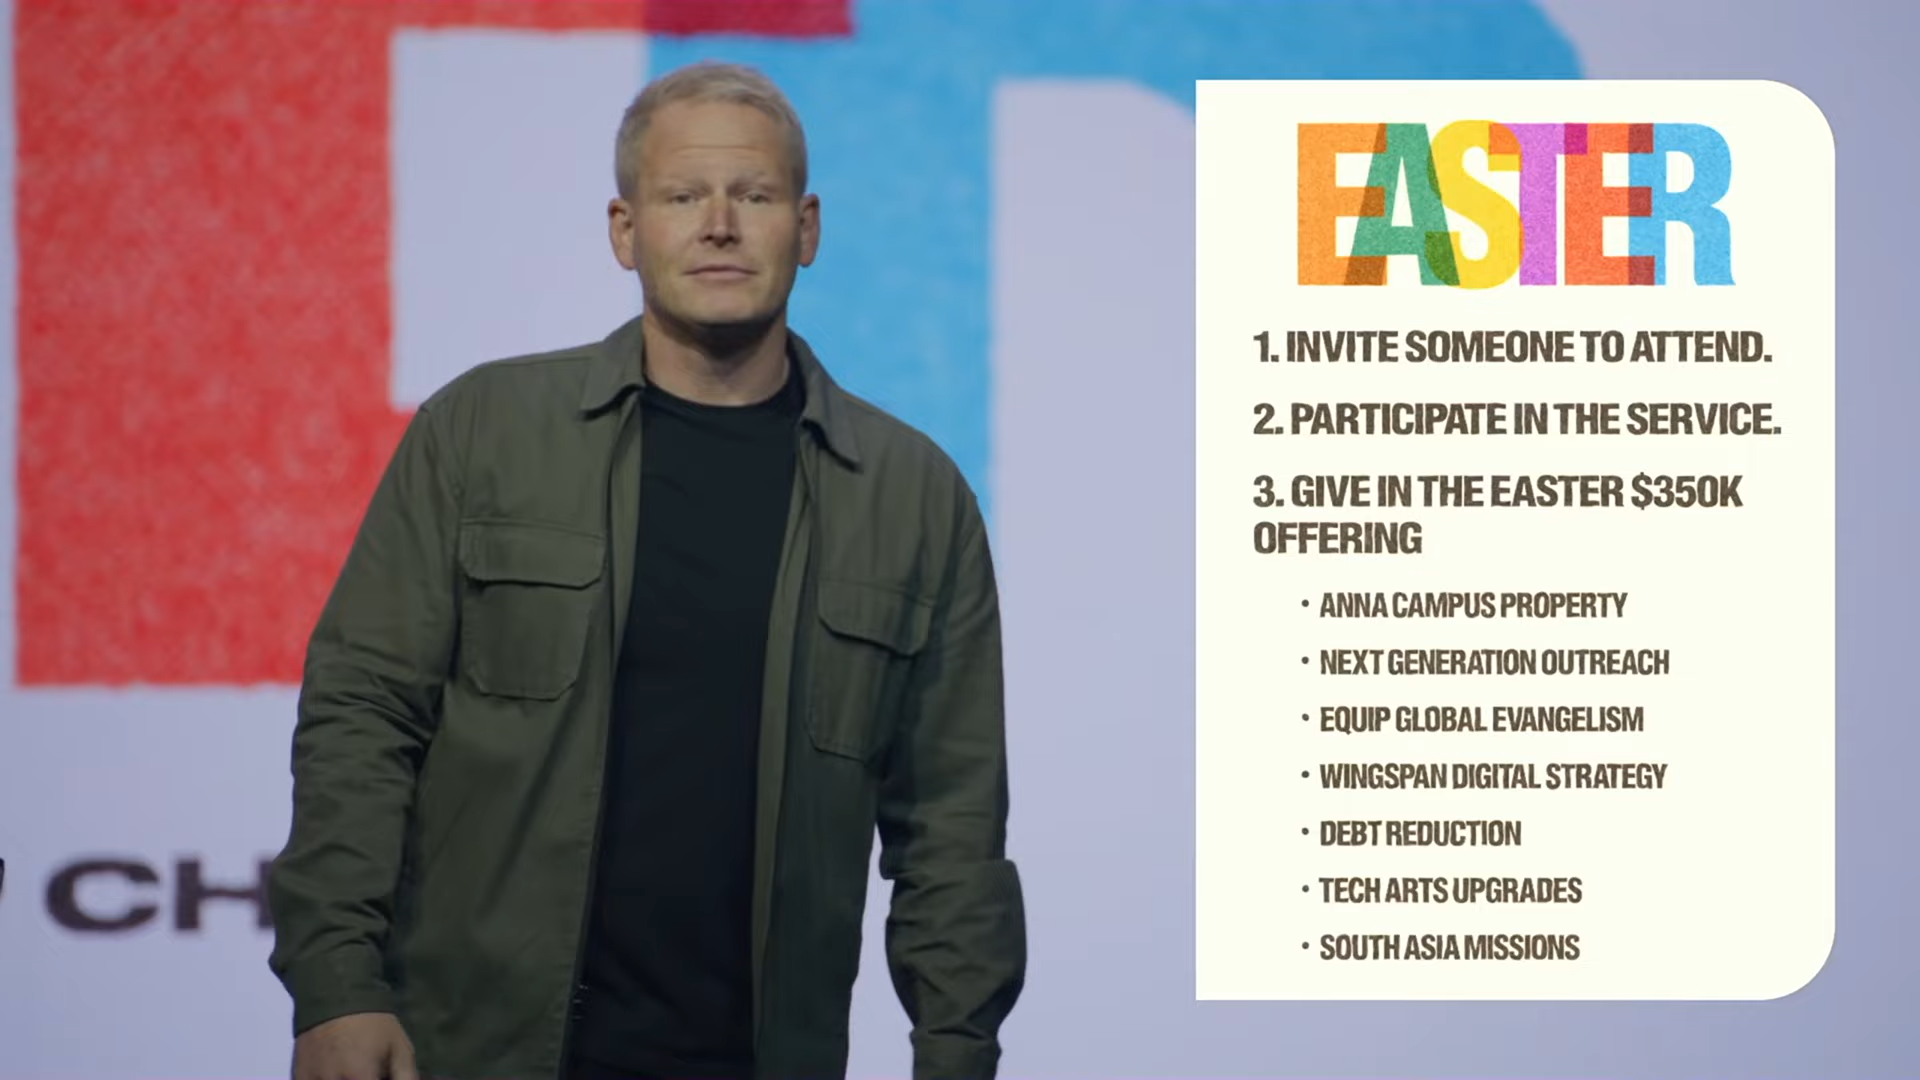 CH
EASTER
1. INVITE SOMEONE TO ATTEND.
2. PARTICIPATE IN THE SERVICE.
3. GIVE IN THE EASTER $350K
OFFERING
• ANNA CAMPUS PROPERTY
• NEXT GENERATION OUTREACH
• EQUIP GLOBAL EVANGELISM
• WINGSPAN DIGITAL STRATEGY
• DEBT REDUCTION
• TECH ARTS UPGRADES
• SOUTH ASIA MISSIONS